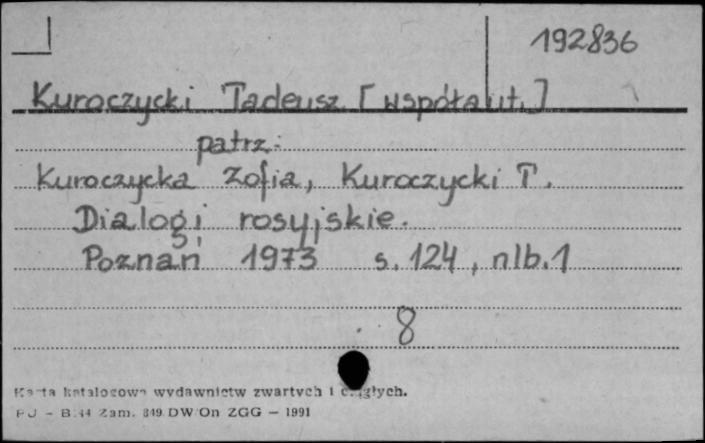 192836
Kuroczycki Tadeusz [współaut.]
patrz:
Kuroczycka Zofia, Kuroczycki T.
Dialogi rosyjskie.
Poznań 1973 s. 124, nlb. 1
8
Karta katalogowa wydawnictw zwartych i ciągłych.
PU - B.44 Zam. 849 DW On ZGG — 1991